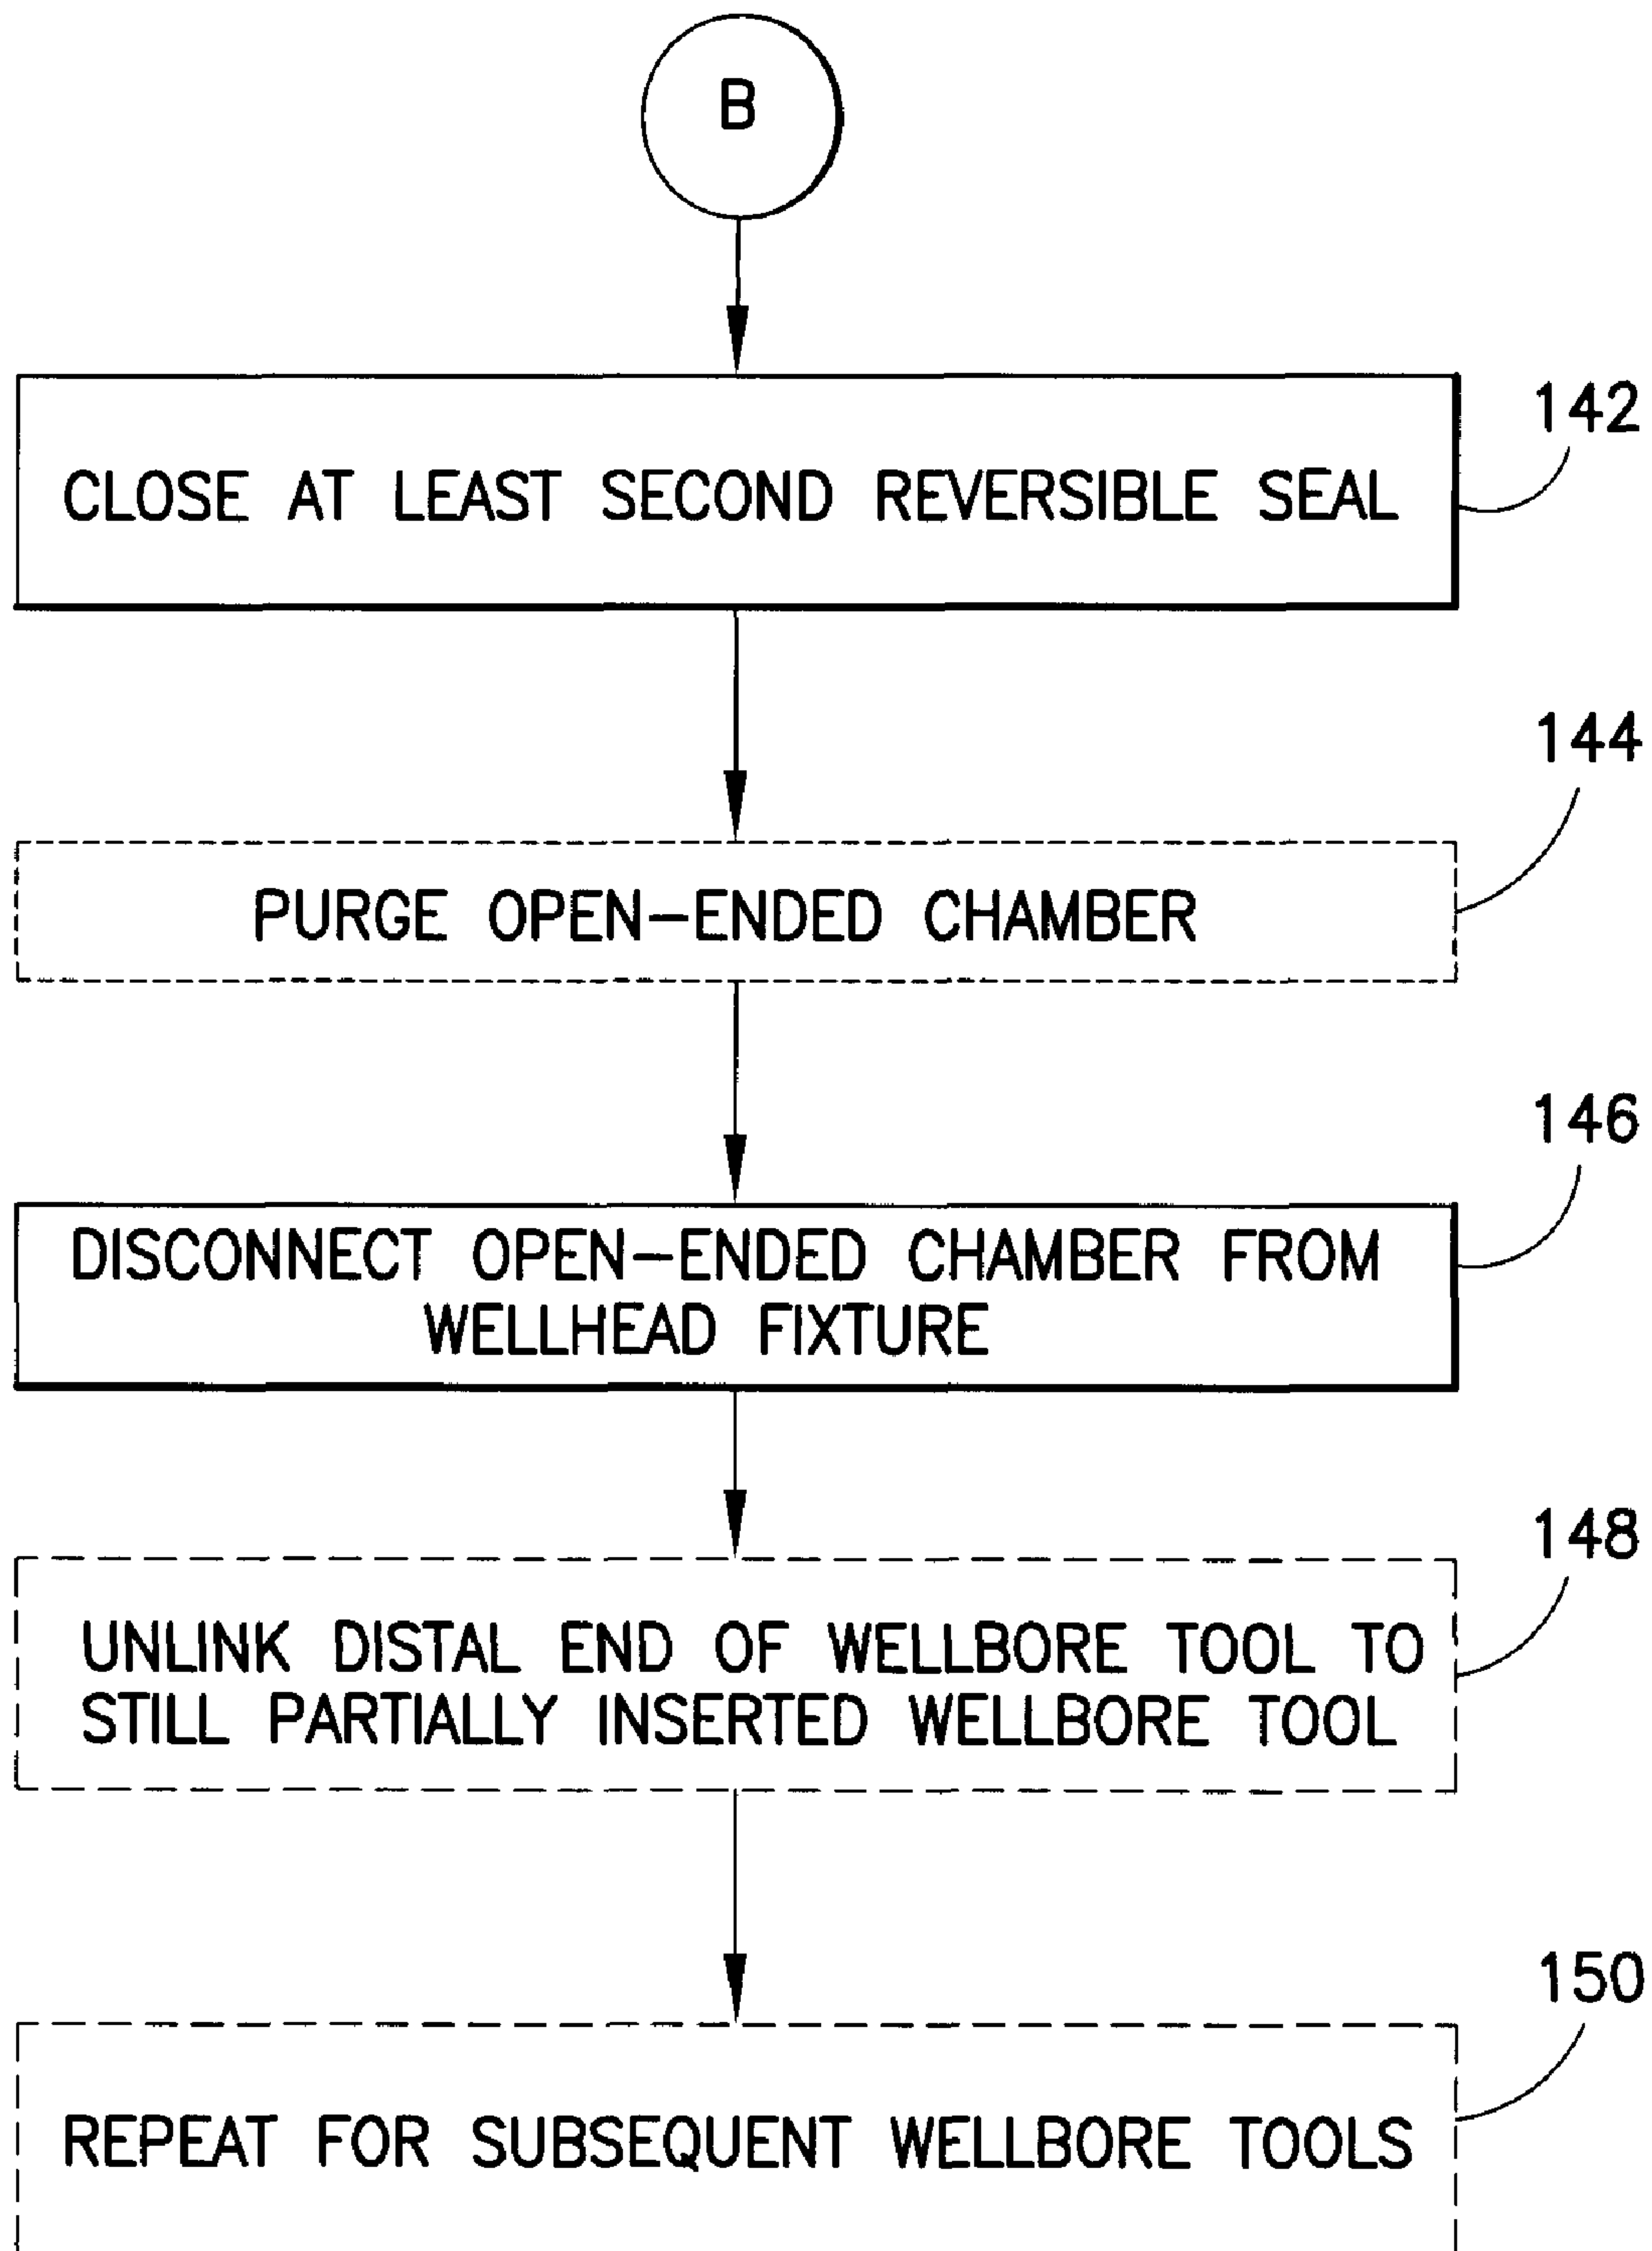 B
142
CLOSE AT LEAST SECOND REVERSIBLE SEAL
144
PURGE OPEN-ENDED CHAMBER
146
DISCONNECT OPEN-ENDED CHAMBER FROM
WELLHEAD FIXTURE
148
UNLINK DISTAL END OF WELLBORE TOOL TO
STILL PARTIALLY INSERTED WELLBORE TOOL
150
REPEAT FOR SUBSEQUENT WELLBORE TOOLS